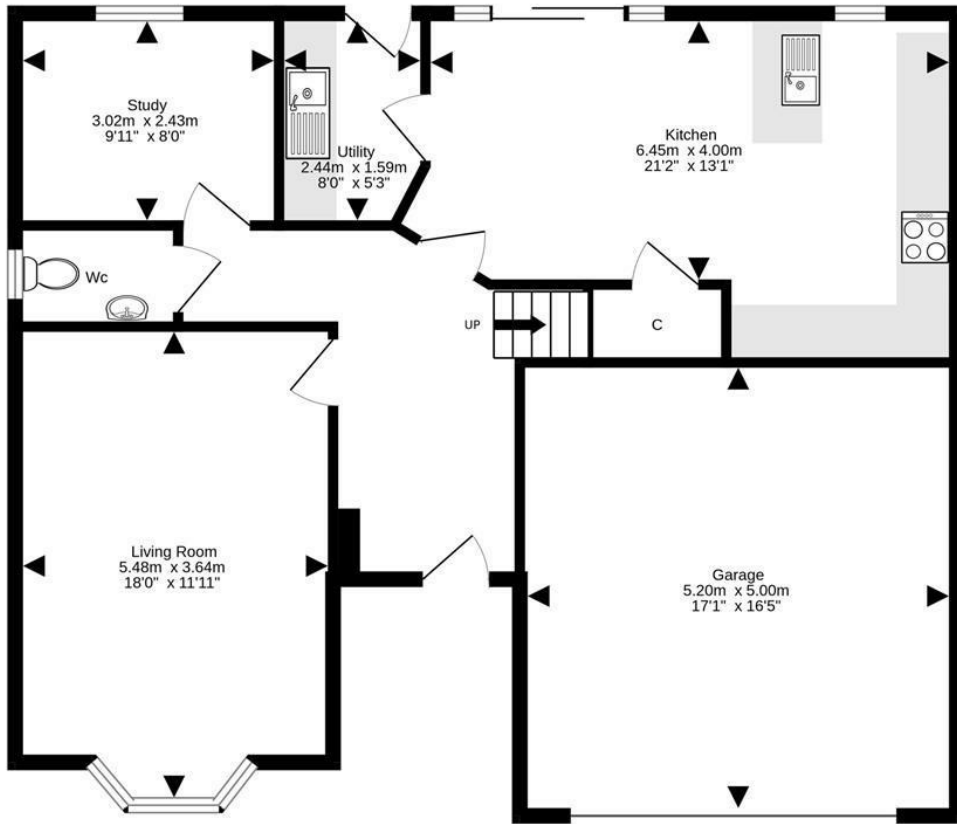 Study
3.02m x 2.43m
9'11" x 8'0"
Utility
2.44m x 1.59m
8'0" x 5'3"
Kitchen
6.45m x 4.00m
21'2" x 13'1"
Wc
UP
C
Living Room
5.48m x 3.64m
18'0" x 11'11"
Garage
5.20m x 5.00m
17'1" x 16'5"